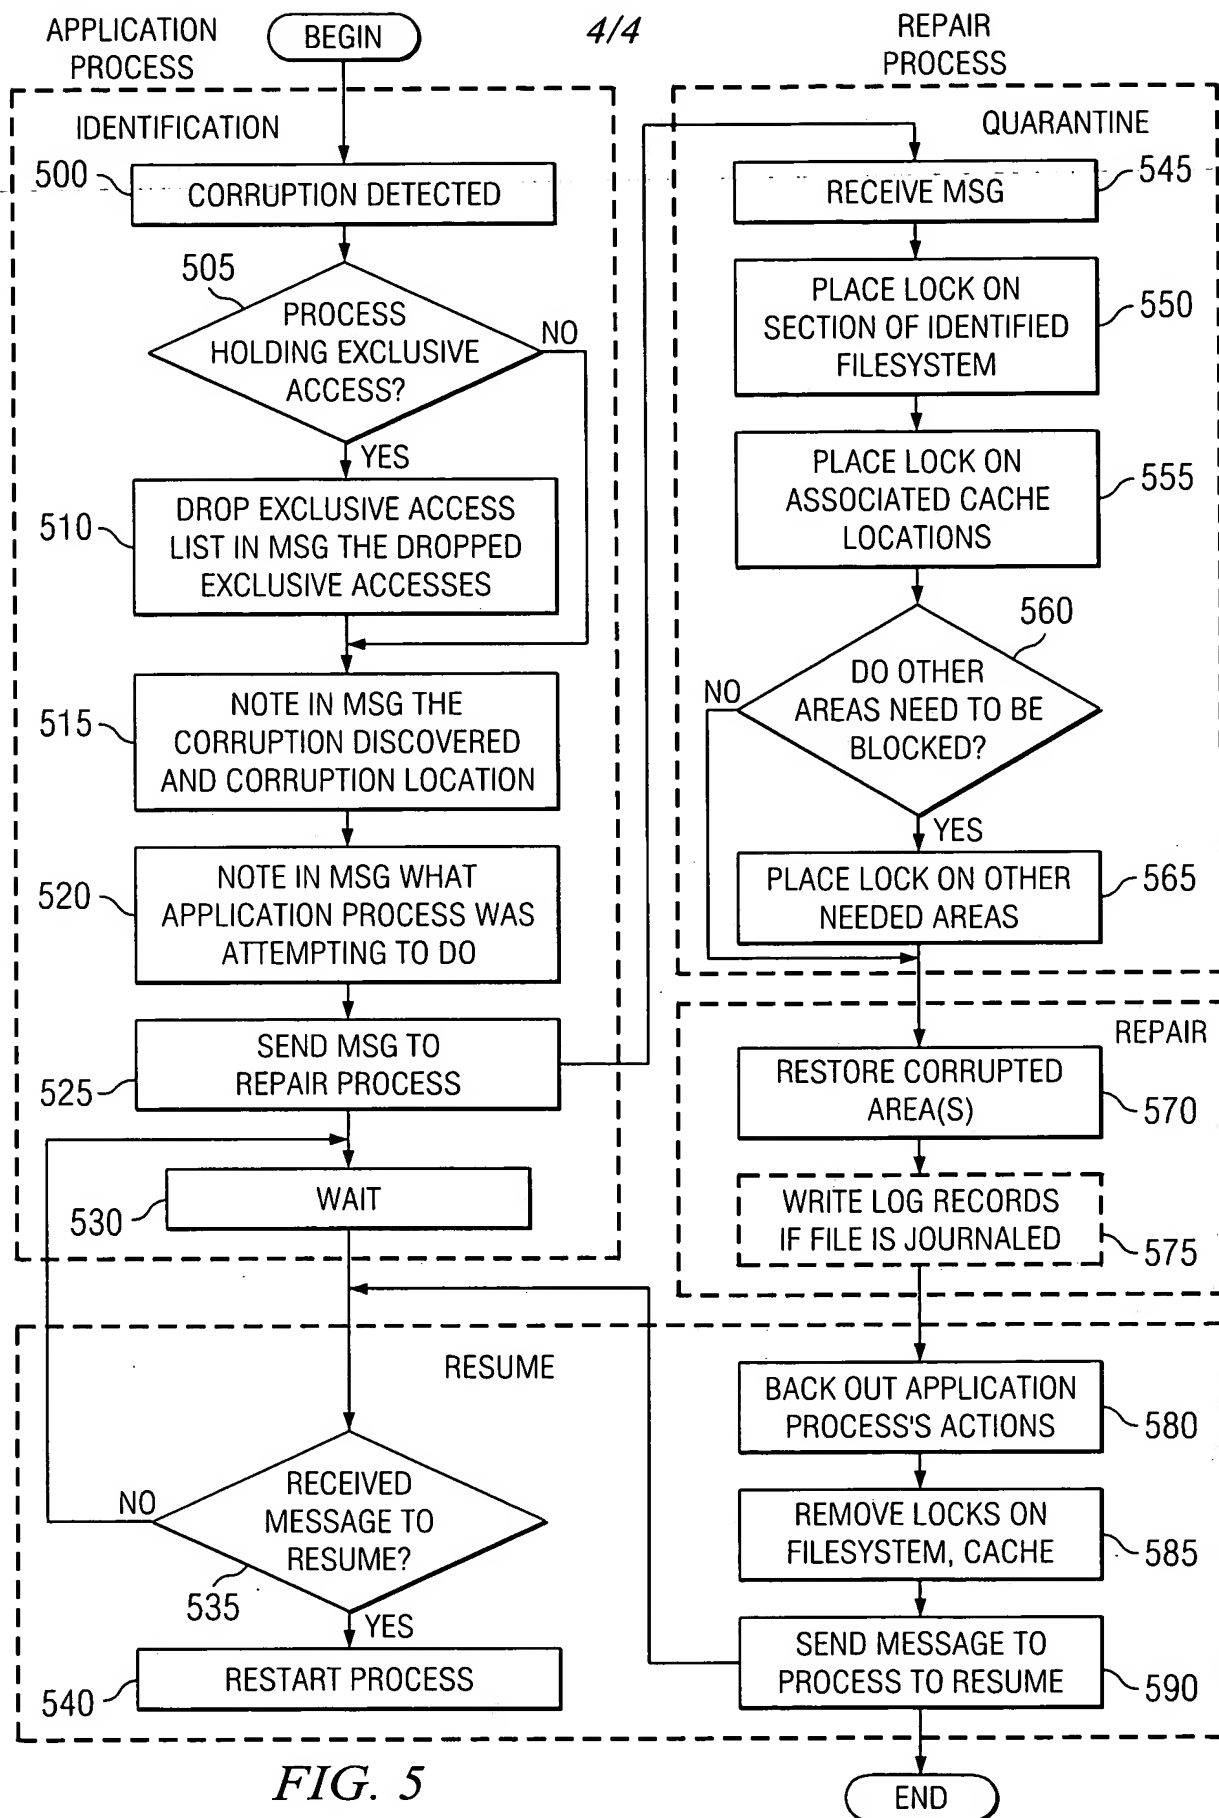 4/4
APPLICATION
PROCESS
BEGIN
IDENTIFICATION
500
CORRUPTION DETECTED
505
PROCESS
HOLDING EXCLUSIVE
ACCESS?
NO
YES
510
DROP EXCLUSIVE ACCESS
LIST IN MSG THE DROPPED
EXCLUSIVE ACCESSES
515
NOTE IN MSG THE
CORRUPTION DISCOVERED
AND CORRUPTION LOCATION
520
NOTE IN MSG WHAT
APPLICATION PROCESS WAS
ATTEMPTING TO DO
525
SEND MSG TO
REPAIR PROCESS
530
WAIT
REPAIR
PROCESS
QUARANTINE
RECEIVE MSG
545
PLACE LOCK ON
SECTION OF IDENTIFIED
FILESYSTEM
550
PLACE LOCK ON
ASSOCIATED CACHE
LOCATIONS
555
560
DO OTHER
AREAS NEED TO BE
BLOCKED?
NO
YES
PLACE LOCK ON OTHER
NEEDED AREAS
565
REPAIR
RESTORE CORRUPTED
AREA(S)
570
WRITE LOG RECORDS
IF FILE IS JOURNALED
575
RESUME
RECEIVED
MESSAGE TO
RESUME?
NO
535
YES
540
RESTART PROCESS
BACK OUT APPLICATION
PROCESS'S ACTIONS
580
REMOVE LOCKS ON
FILESYSTEM, CACHE
585
SEND MESSAGE TO
PROCESS TO RESUME
590
END
FIG. 5